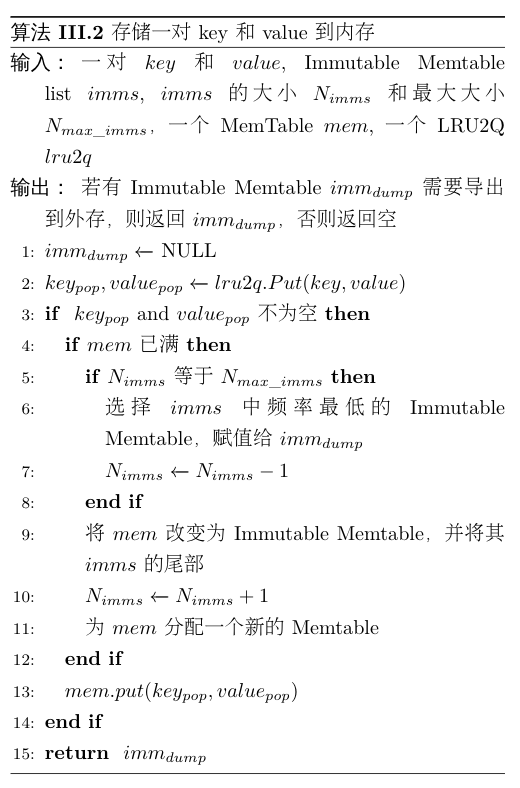 算法 III.2 存储一对 key 和 value 到内存
输入： 一对 key 和 value, Immutable Memtable
list imms, imms 的大小 N_{imms} 和最大大小
N_{max\_imms}, 一个 MemTable mem, 一个 LRU2Q
lru2q
输出： 若有 Immutable Memtable imm_{dump} 需要导出
到外存，则返回 imm_{dump}，否则返回空
1: imm_{dump} ← NULL
2: key_{pop}, value_{pop} ← lru2q.Put(key, value)
3: if key_{pop} and value_{pop} 不为空 then
4: if mem 已满 then
5: if N_{imms} 等于 N_{max\_imms} then
6: 选择 imms 中频率最低的 Immutable
Memtable，赋值给 imm_{dump}
7: N_{imms} ← N_{imms} − 1
8: end if
9: 将 mem 改变为 Immutable Memtable，并将其
imms 的尾部
10: N_{imms} ← N_{imms} + 1
11: 为 mem 分配一个新的 Memtable
12: end if
13: mem.put(key_{pop}, value_{pop})
14: end if
15: return imm_{dump}